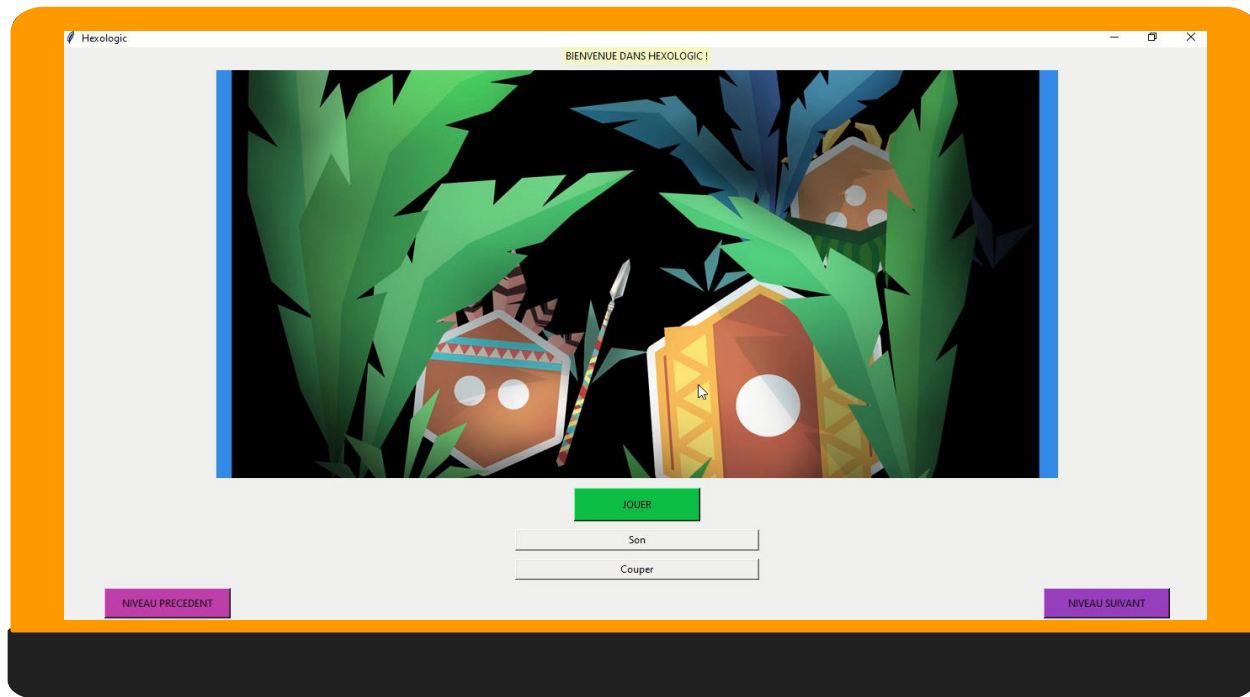 Hexologic
BIENVENUE DANS HEXOLOGIC !
JOUER
Son
Couper
NIVEAU PRECEDENT
NIVEAU SUIVANT